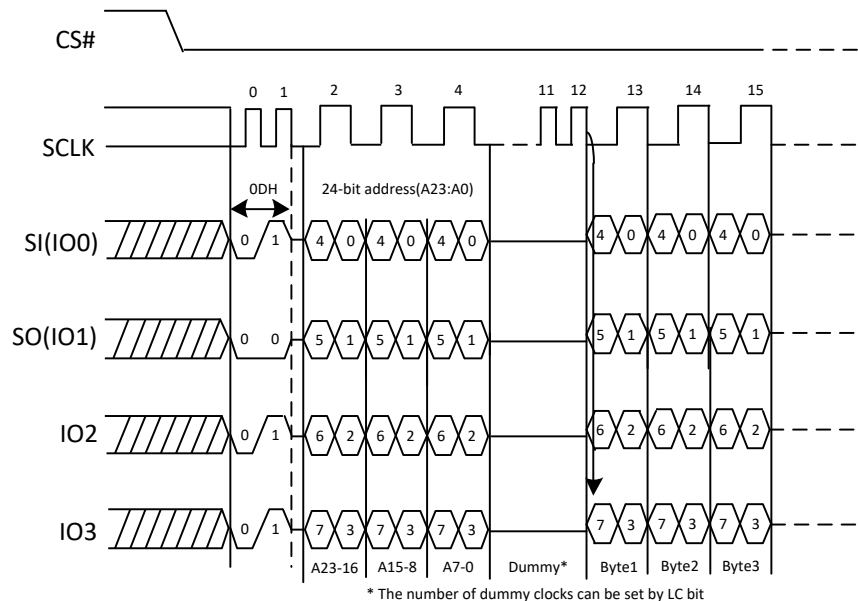 CS#
0 1 2 3 4 11 12 13 14 15
SCLK
0DH 24-bit address(A23:A0)
SI(IO0) 0 1 4 0 4 0 4 0 4 0 4 0 4 0
SO(IO1) 0 0 5 1 5 1 5 1 5 1 5 1 5 1
IO2 0 1 6 2 6 2 6 2 6 2 6 2 6 2
IO3 0 1 7 3 7 3 7 3 7 3 7 3 7 3
A23-16 A15-8 A7-0 Dummy* Byte1 Byte2 Byte3
* The number of dummy clocks can be set by LC bit